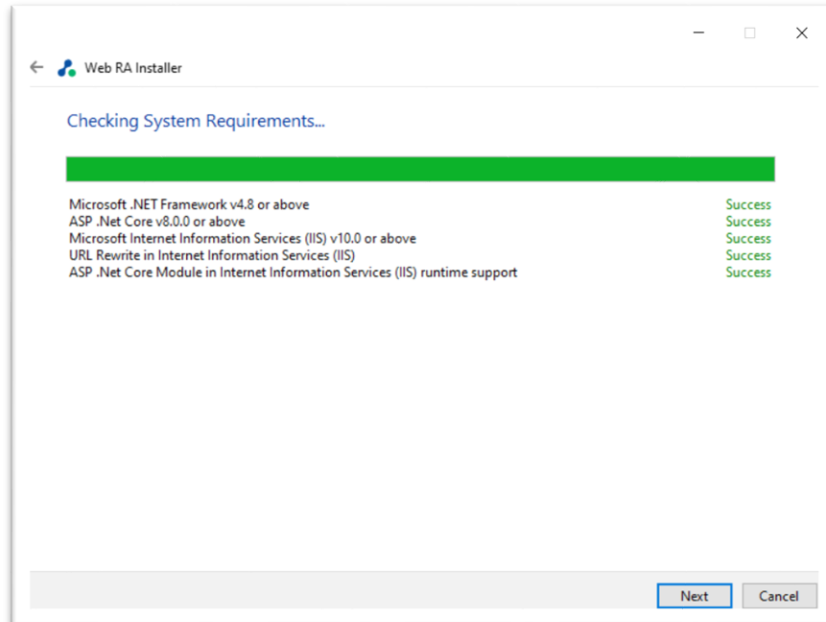 Web RA Installer
Checking System Requirements...
Microsoft .NET Framework v4.8 or above Success
ASP .Net Core v8.0.0 or above Success
Microsoft Internet Information Services (IIS) v10.0 or above Success
URL Rewrite in Internet Information Services (IIS) Success
ASP .Net Core Module in Internet Information Services (IIS) runtime support Success
Next Cancel